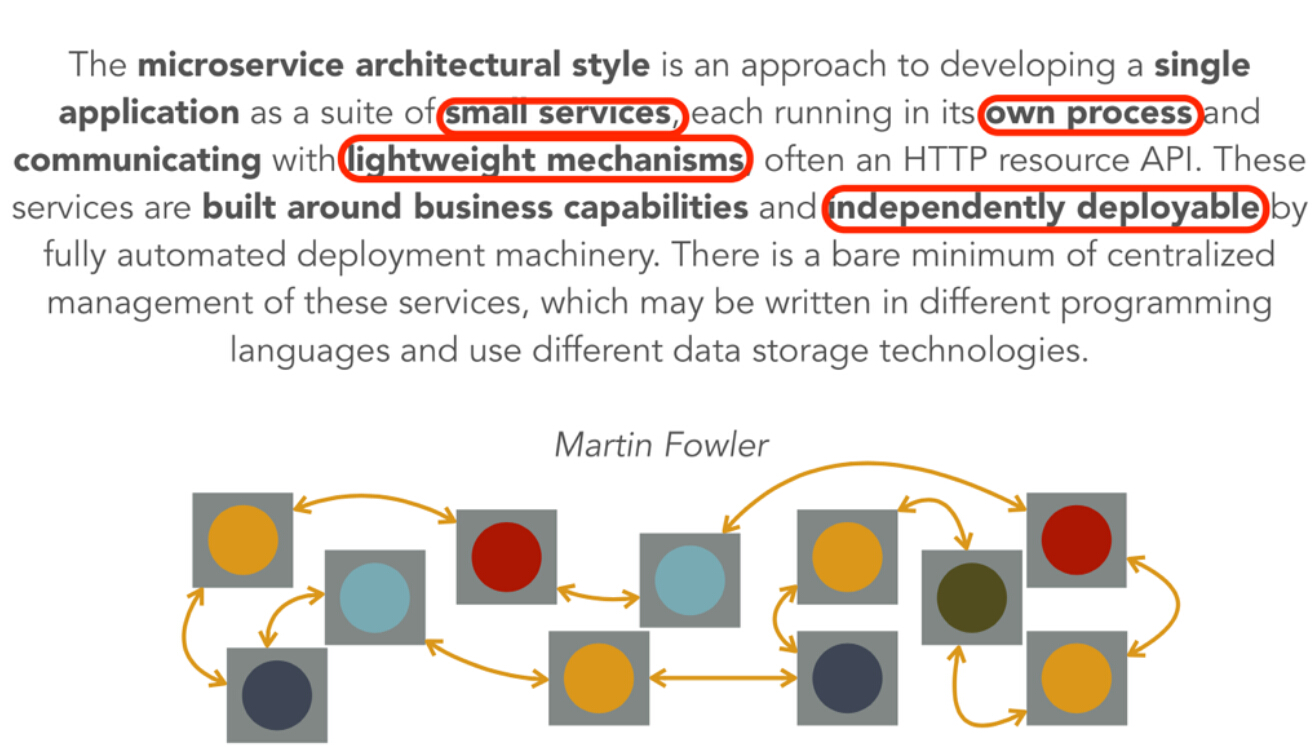 The microservice architectural style is an approach to developing a single
application as a suite of small services, each running in its own process and
communicating with lightweight mechanisms, often an HTTP resource API. These
services are built around business capabilities and independently deployable by
fully automated deployment machinery. There is a bare minimum of centralized
management of these services, which may be written in different programming
languages and use different data storage technologies.
Martin Fowler